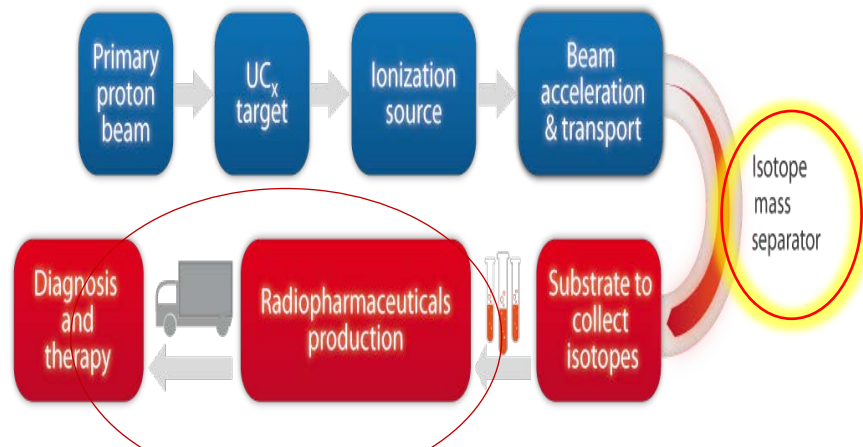 Primary
proton
beam
UCx
target
Ionization
source
Beam
acceleration
& transport
Isotope
mass
separator
Diagnosis
and
therapy
Radiopharmaceuticals
production
Substrate to
collect
isotopes